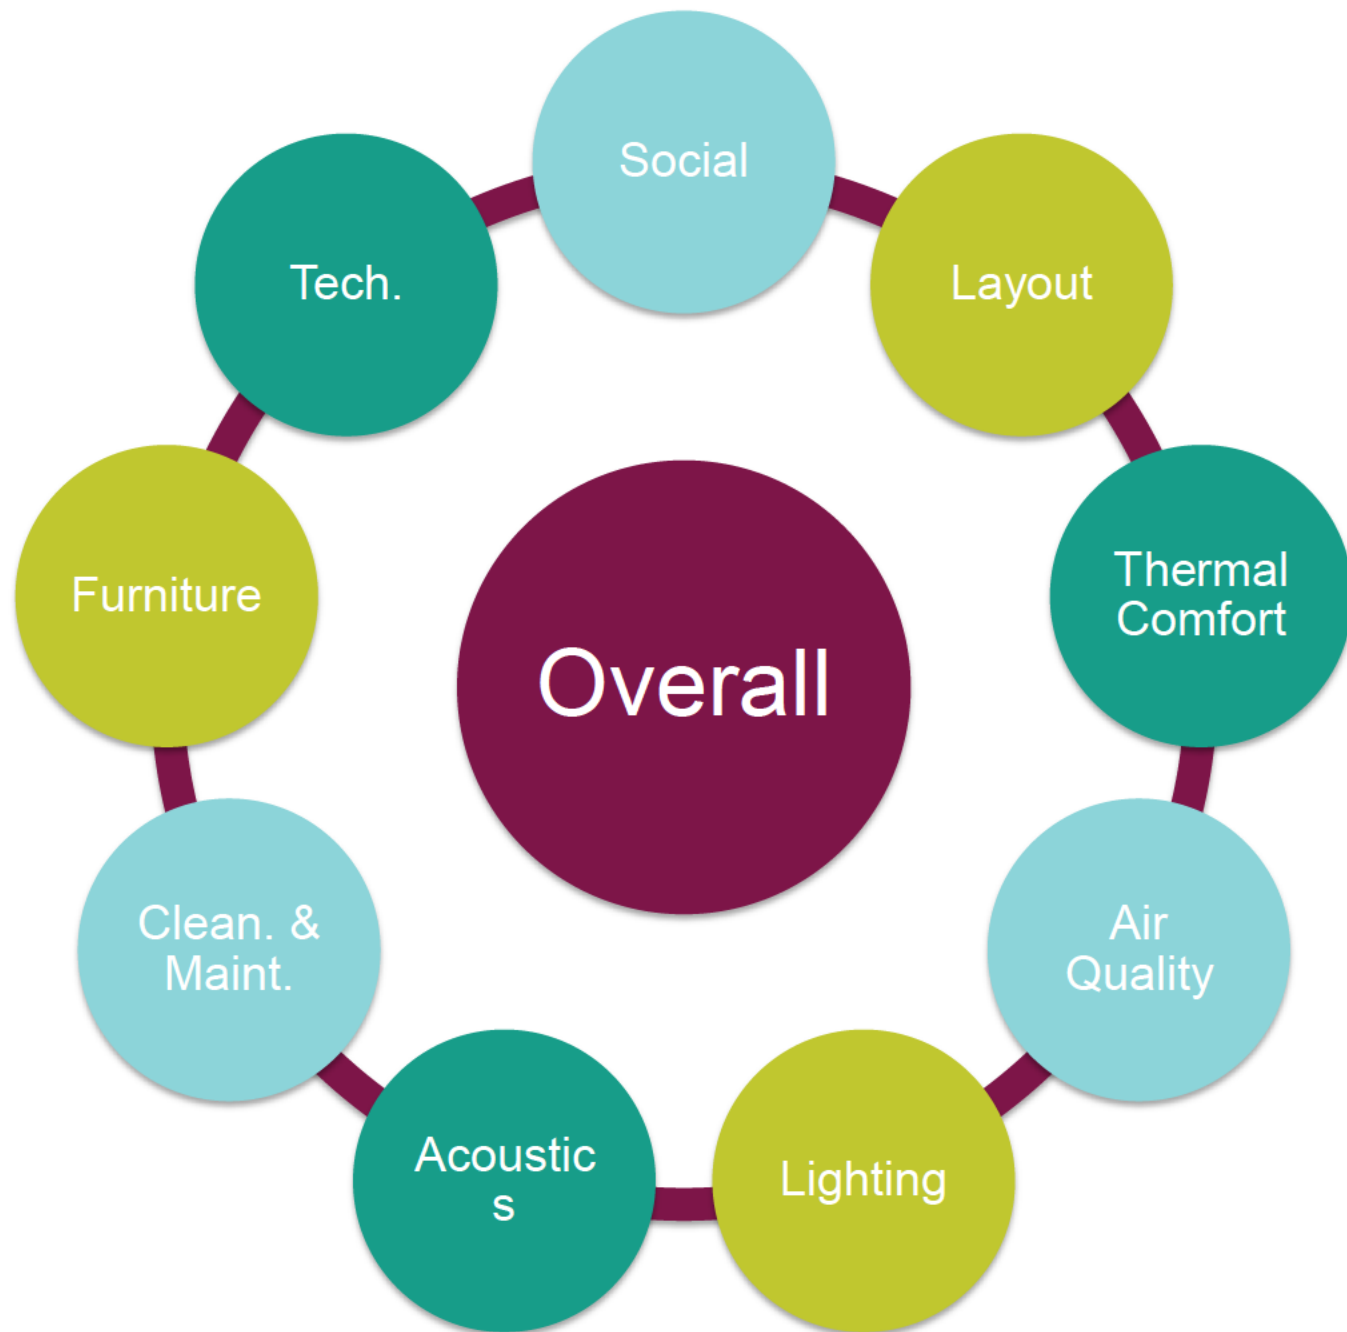 Social
Layout
Thermal
Comfort
Air
Quality
Lighting
Acoustic
s
Clean. &
Maint.
Furniture
Tech.
Overall